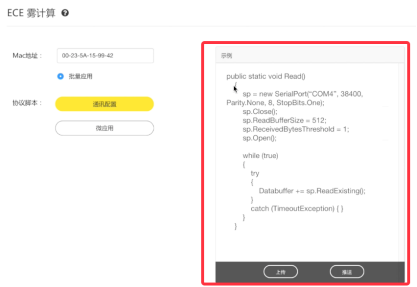 ECE 雾计算
Mac地址：
00-23-5A-15-99-42
批量应用
协议脚本：
通讯配置
微应用
示例
public static void Read()
{
sp = new SerialPort("COM4", 38400,
Parity.None, 8, StopBits.One);
sp.Close();
sp.ReadBufferSize = 512;
sp.ReceivedBytesThreshold = 1;
sp.Open();
while (true)
{
try
{
Databuffer += sp.ReadExisting();
}
catch (TimeoutException) { }
}
}
上传
推送